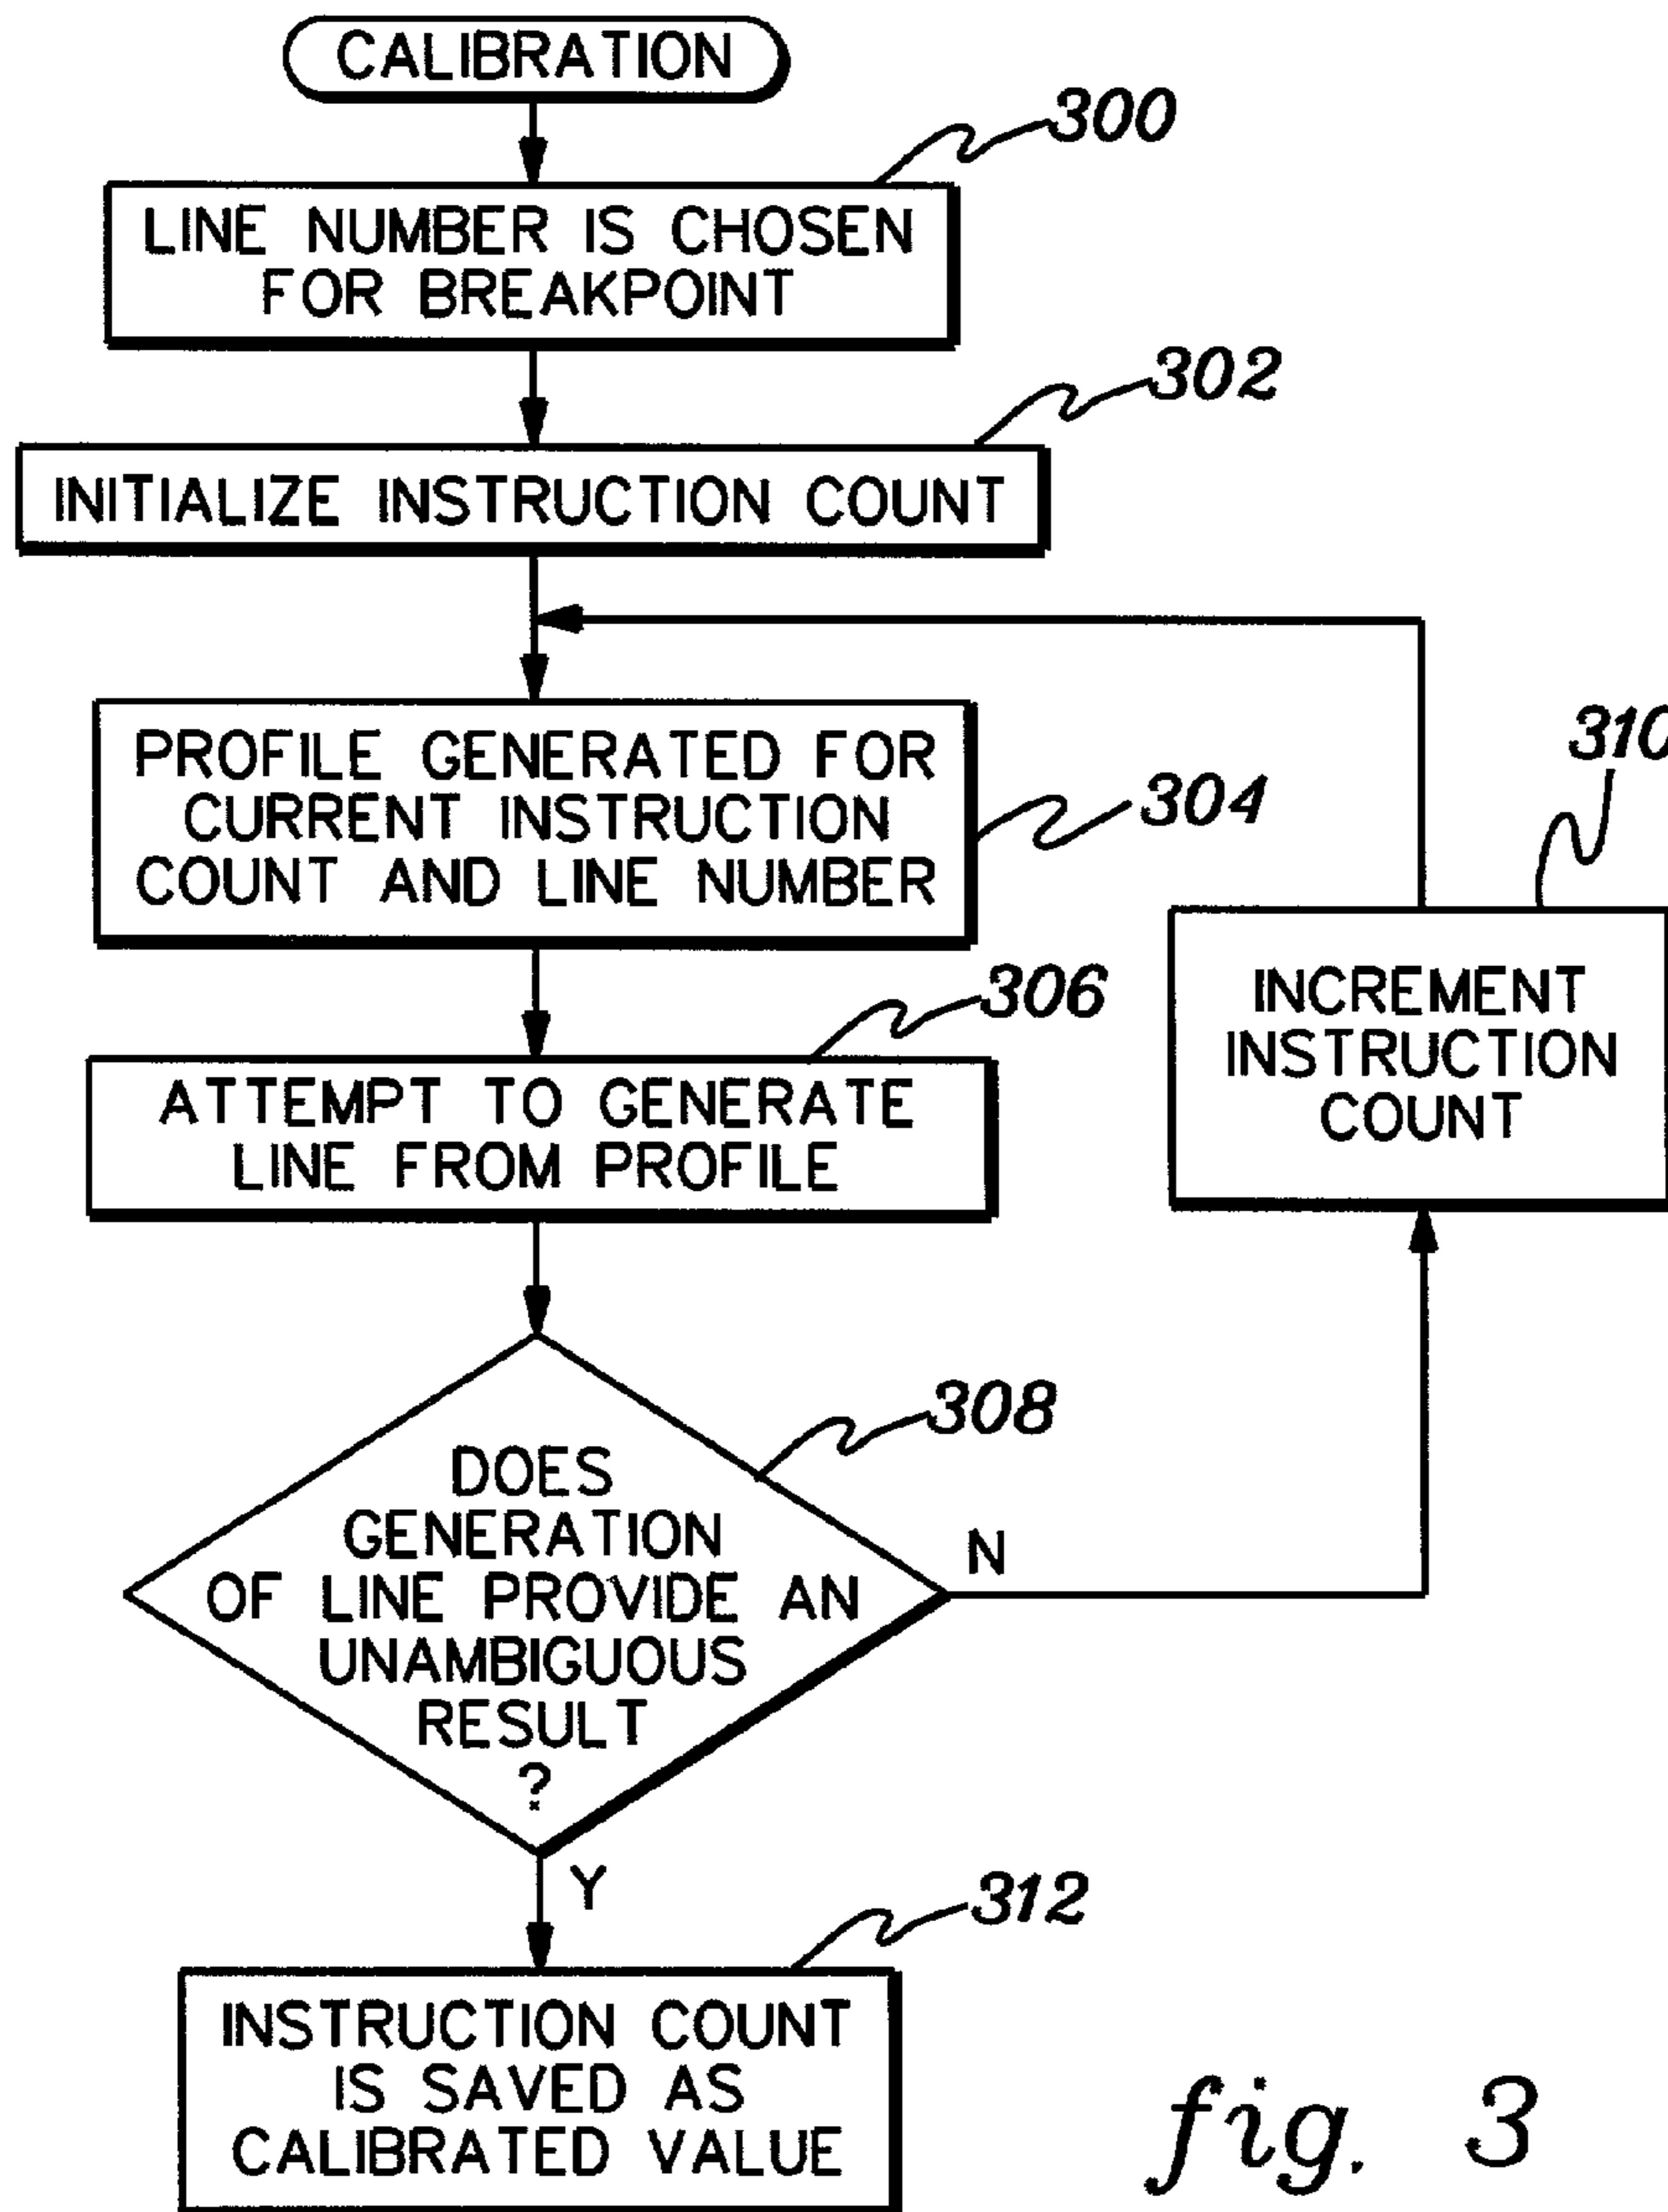 CALIBRATION
300
LINE NUMBER IS CHOSEN
FOR BREAKPOINT
302
INITIALIZE INSTRUCTION COUNT
PROFILE GENERATED FOR
CURRENT INSTRUCTION
COUNT AND LINE NUMBER
304
310
INCREMENT
INSTRUCTION
COUNT
306
ATTEMPT TO GENERATE
LINE FROM PROFILE
308
DOES
GENERATION
OF LINE PROVIDE AN
UNAMBIGUOUS
RESULT
?
N
Y
312
INSTRUCTION COUNT
IS SAVED AS
CALIBRATED VALUE
fig. 3